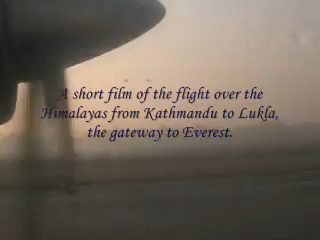 A short film of the flight over the
Himalayas from Kathmandu to Lukla,
the gateway to Everest.